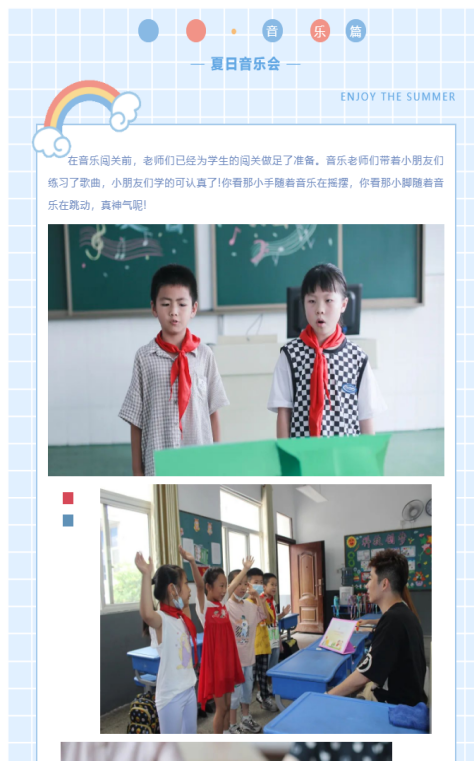 音 乐 篇
— 夏日音乐会 —
ENJOY THE SUMMER
在音乐闯关前，老师们已经为学生的闯关做足了准备。音乐老师们带着小朋友们
练习了歌曲，小朋友们学的可认真了!你看那小手随着音乐在摇摆，你看那小脚随着音
乐在跳动，真神气呢!